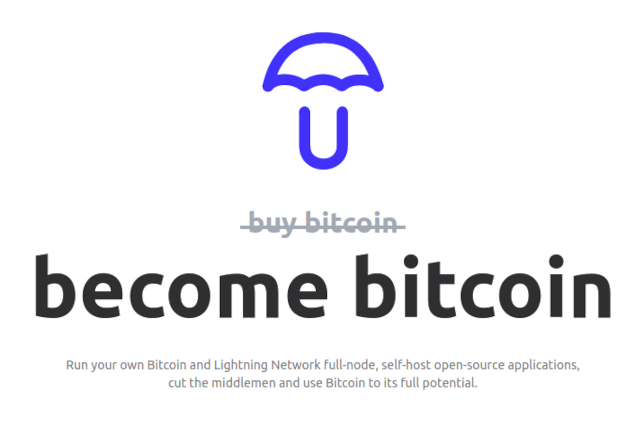 buy bitcoin
become bitcoin
Run your own Bitcoin and Lightning Network full-node, self-host open-source applications,
cut the middlemen and use Bitcoin to its full potential.